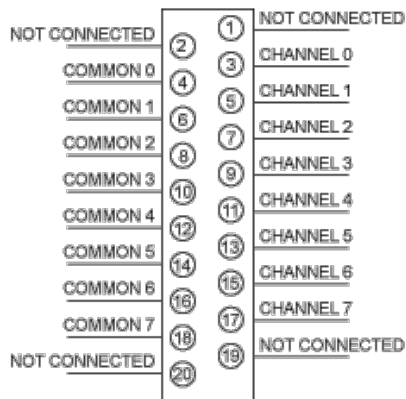 NOT CONNECTED 1
NOT CONNECTED 2
CHANNEL 0 3
COMMON 0 4
CHANNEL 1 5
COMMON 1 6
CHANNEL 2 7
COMMON 2 8
CHANNEL 3 9
COMMON 3 10
CHANNEL 4 11
COMMON 4 12
CHANNEL 5 13
COMMON 5 14
CHANNEL 6 15
COMMON 6 16
CHANNEL 7 17
COMMON 7 18
NOT CONNECTED 19
NOT CONNECTED 20